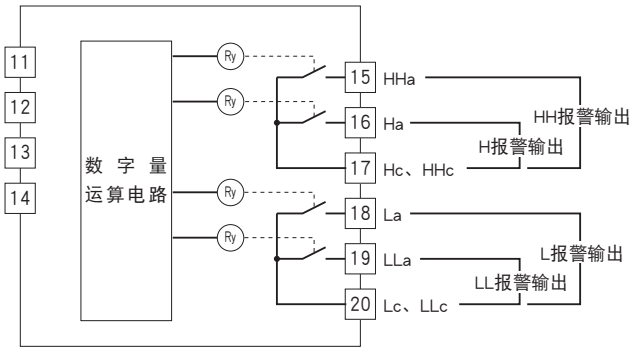 11
12
13
14
数字量
运算电路
Ry
Ry
Ry
Ry
15 HHa
16 Ha
17 Hc、HHc
18 La
19 LLa
20 Lc、LLc
HH报警输出
H报警输出
L报警输出
LL报警输出